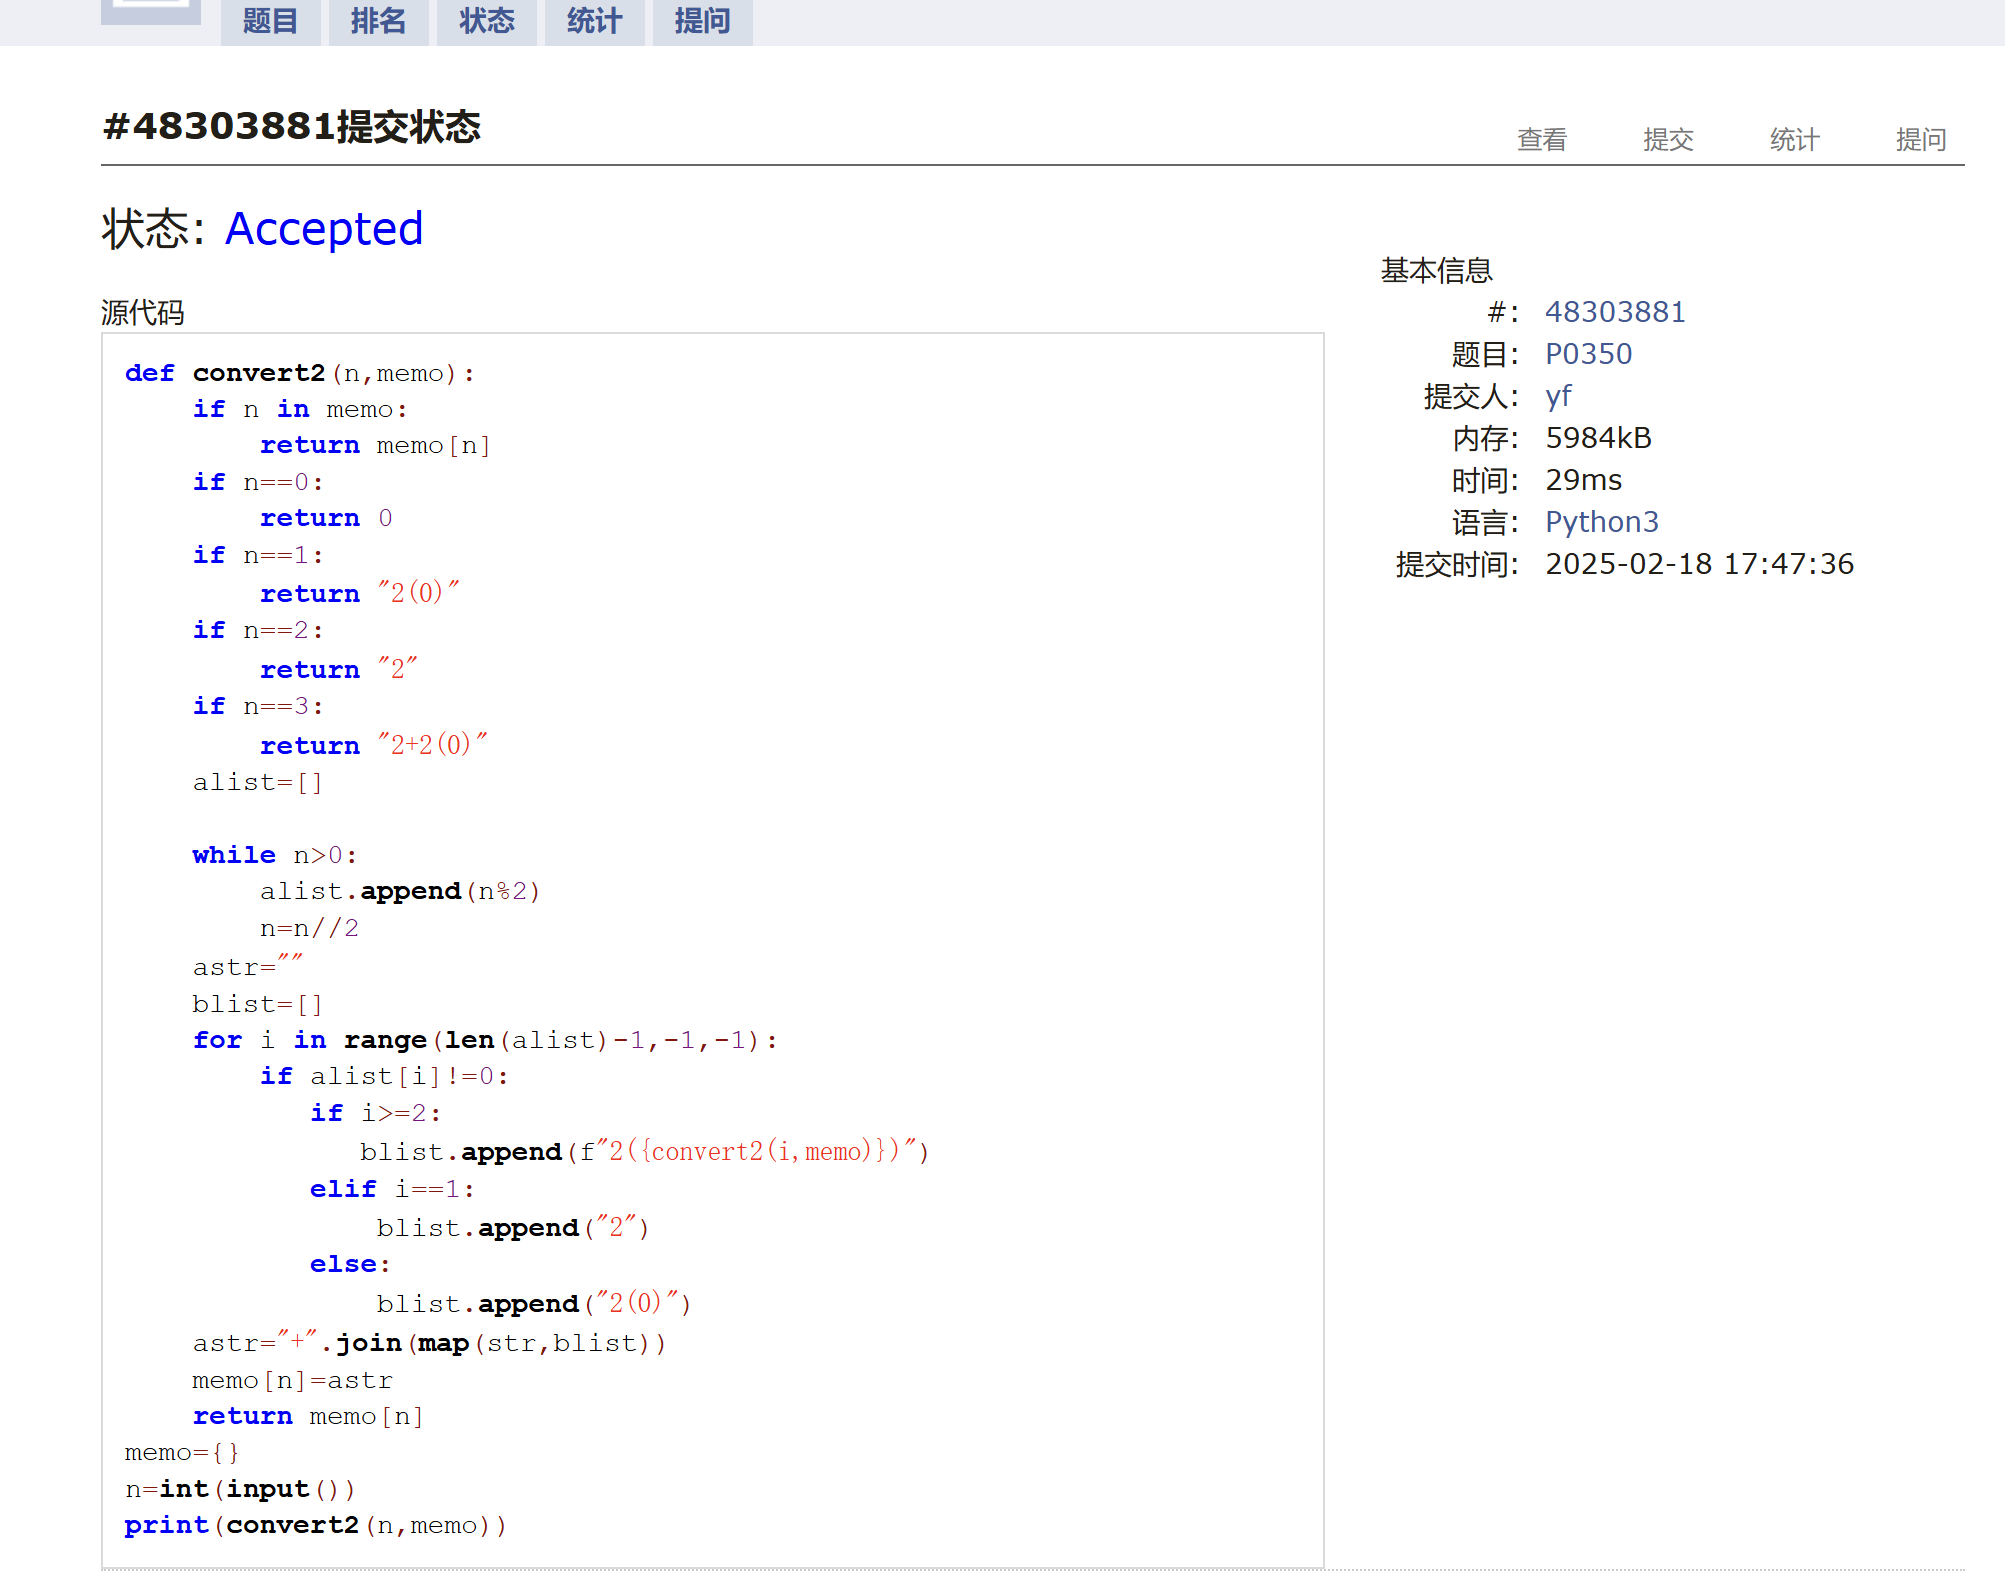 题目 排名 状态 统计 提问
#48303881提交状态
查看 提交 统计 提问
状态: Accepted
源代码
def convert2(n,memo):
    if n in memo:
        return memo[n]
    if n==0:
        return 0
    if n==1:
        return "2(0)"
    if n==2:
        return "2"
    if n==3:
        return "2+2(0)"
    alist=[]

    while n>0:
        alist.append(n%2)
        n=n//2
    astr=""
    blist=[]
    for i in range(len(alist)-1,-1,-1):
        if alist[i]!=0:
           if i>=2:
              blist.append(f"2({convert2(i,memo)})")
           elif i==1:
               blist.append("2")
           else:
               blist.append("2(0)")
    astr="+".join(map(str,blist))
    memo[n]=astr
    return memo[n]
memo={}
n=int(input())
print(convert2(n,memo))
基本信息
#: 48303881
题目: P0350
提交人: yf
内存: 5984kB
时间: 29ms
语言: Python3
提交时间: 2025-02-18 17:47:36